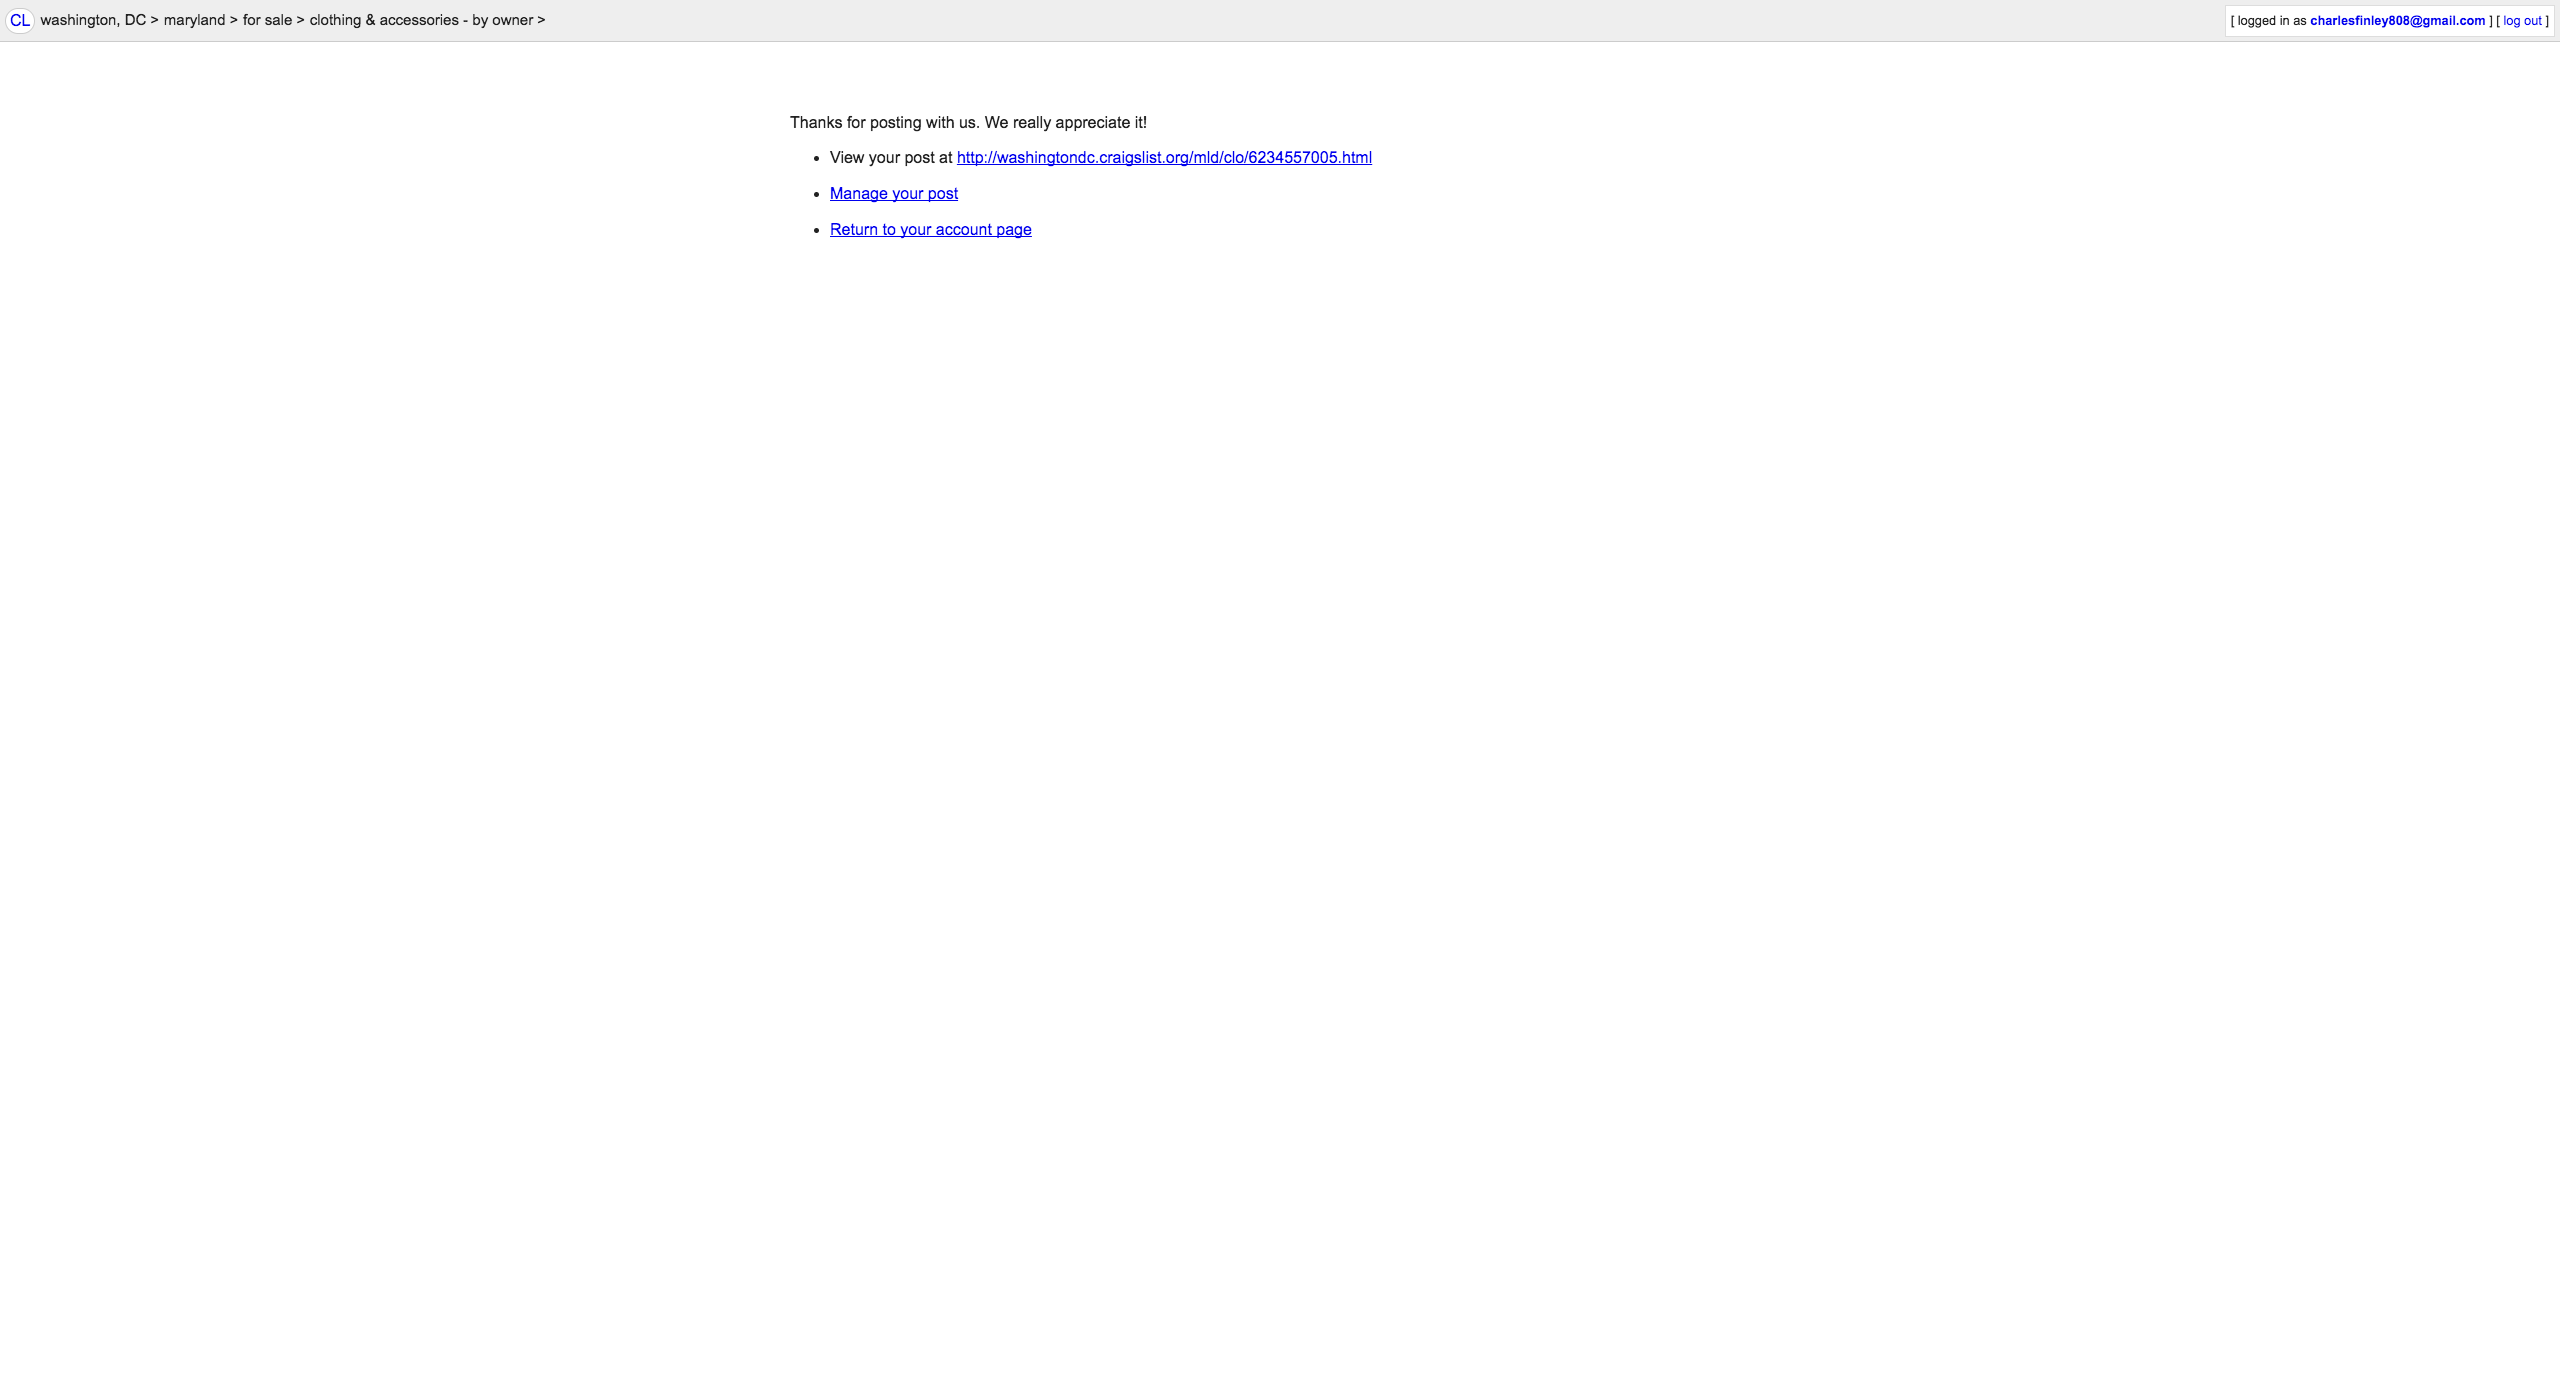 CL washington, DC > maryland > for sale > clothing & accessories - by owner > [ logged in as charlesfinley808@gmail.com ] [ log out ]
Thanks for posting with us. We really appreciate it!
• View your post at http://washingtondc.craigslist.org/mld/clo/6234557005.html
• Manage your post
• Return to your account page